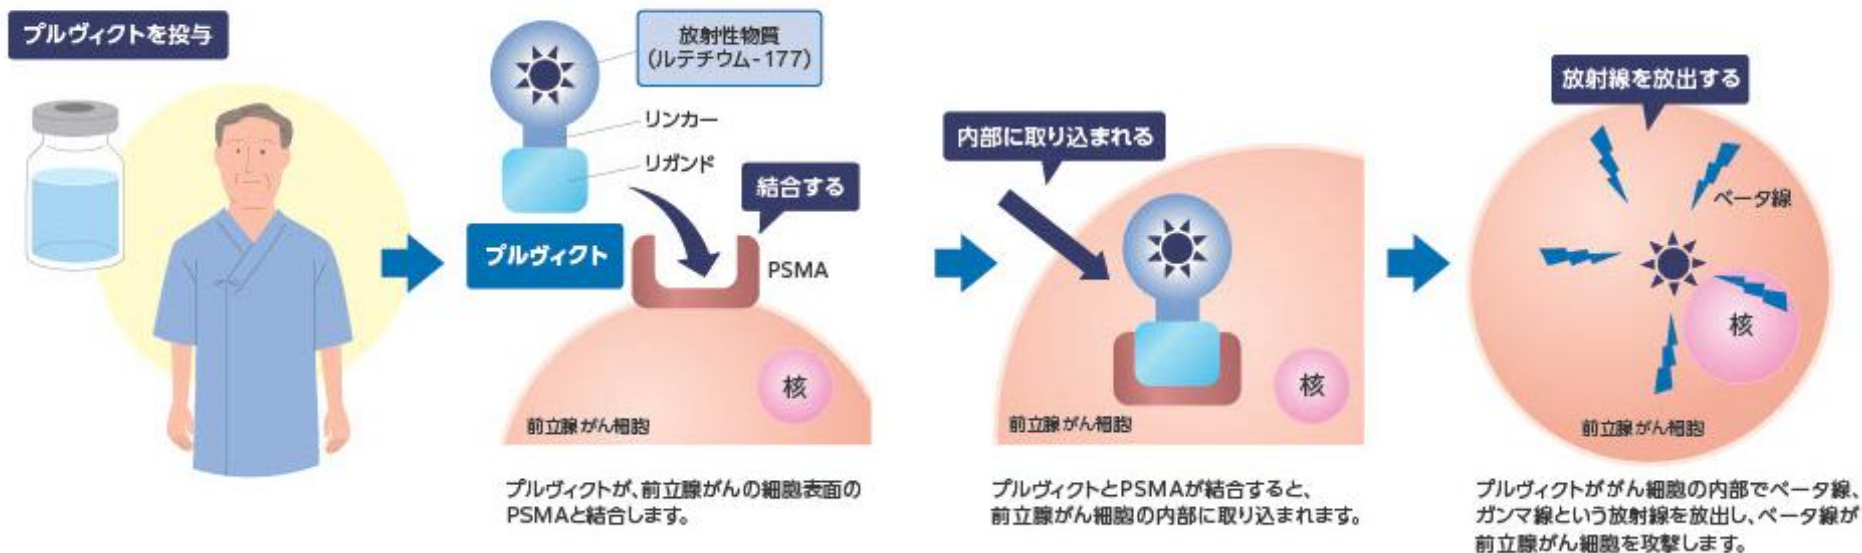 プルヴィクトを投与
放射性物質
(ルテチウム-177)
リンカー
リガンド
結合する
プルヴィクト
PSMA
核
前立腺がん細胞
プルヴィクトが、前立腺がんの細胞表面の
PSMAと結合します。
内部に取り込まれる
核
前立腺がん細胞
プルヴィクトとPSMAが結合すると、
前立腺がん細胞の内部に取り込まれます。
放射線を放出する
ベータ線
核
前立腺がん細胞
プルヴィクトががん細胞の内部でベータ線、
ガンマ線という放射線を放出し、ベータ線が
前立腺がん細胞を攻撃します。